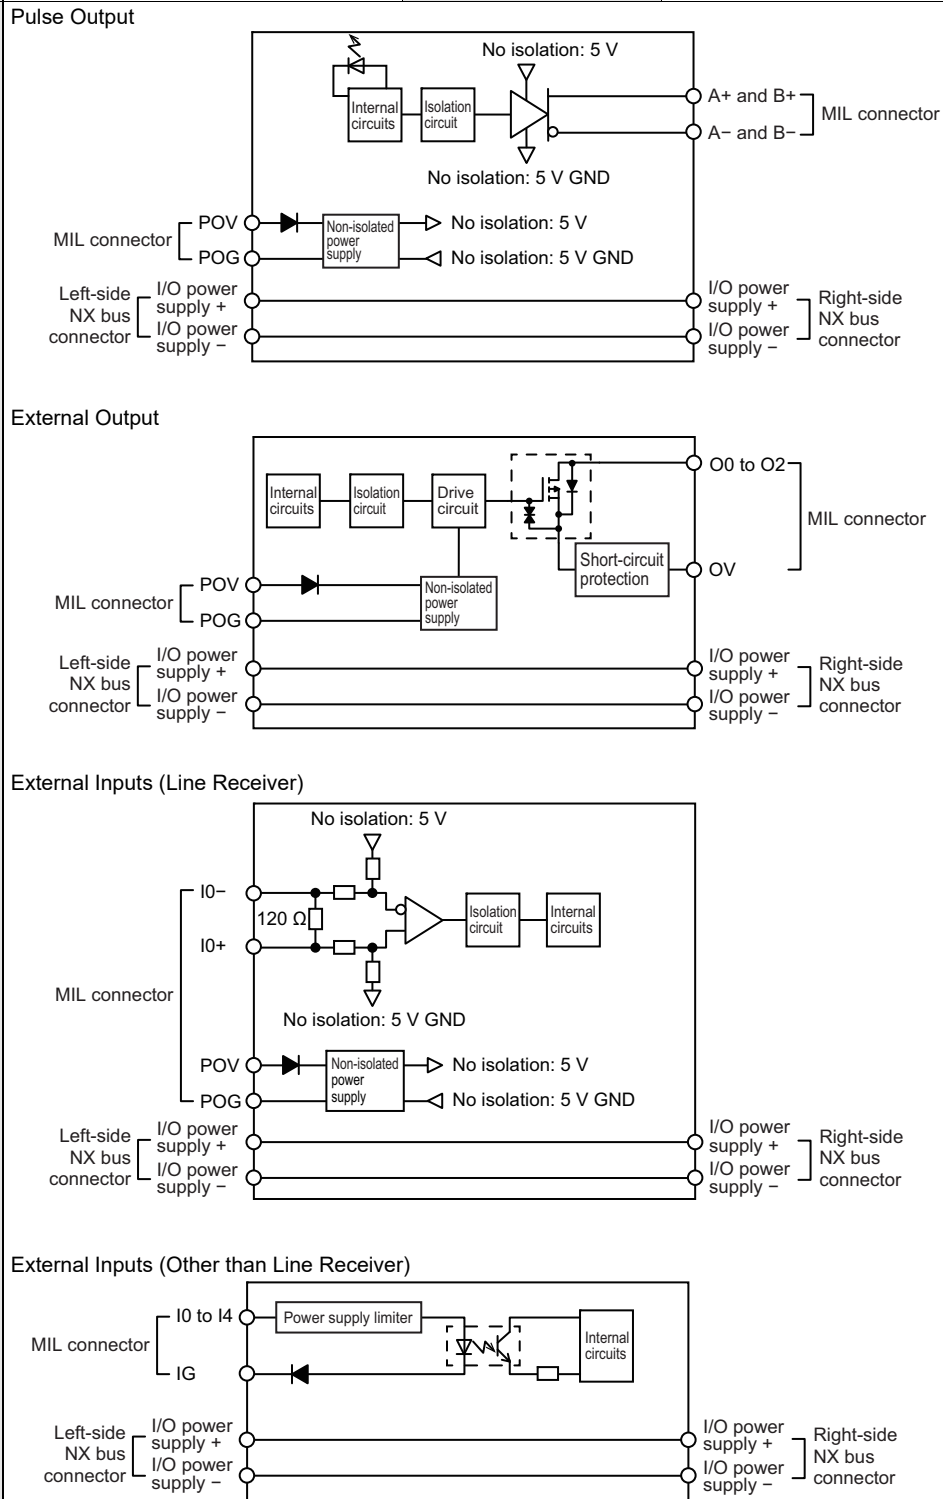 Pulse Output
No isolation: 5 V
Internal
circuits
Isolation
circuit
A+ and B+
A− and B−
MIL connector
No isolation: 5 V GND
MIL connector
POV
POG
Non-isolated
power
supply
No isolation: 5 V
No isolation: 5 V GND
Left-side
NX bus
connector
I/O power
supply +
I/O power
supply −
I/O power
supply +
I/O power
supply −
Right-side
NX bus
connector
External Output
Internal
circuits
Isolation
circuit
Drive
circuit
O0 to O2
MIL connector
Short-circuit
protection
OV
MIL connector
POV
POG
Non-isolated
power
supply
Left-side
NX bus
connector
I/O power
supply +
I/O power
supply −
I/O power
supply +
I/O power
supply −
Right-side
NX bus
connector
External Inputs (Line Receiver)
No isolation: 5 V
I0−
120 Ω
I0+
Isolation
circuit
Internal
circuits
MIL connector
No isolation: 5 V GND
POV
POG
Non-isolated
power
supply
No isolation: 5 V
No isolation: 5 V GND
Left-side
NX bus
connector
I/O power
supply +
I/O power
supply −
I/O power
supply +
I/O power
supply −
Right-side
NX bus
connector
External Inputs (Other than Line Receiver)
I0 to I4
Power supply limiter
MIL connector
Internal
circuits
IG
Left-side
NX bus
connector
I/O power
supply +
I/O power
supply −
I/O power
supply +
I/O power
supply −
Right-side
NX bus
connector